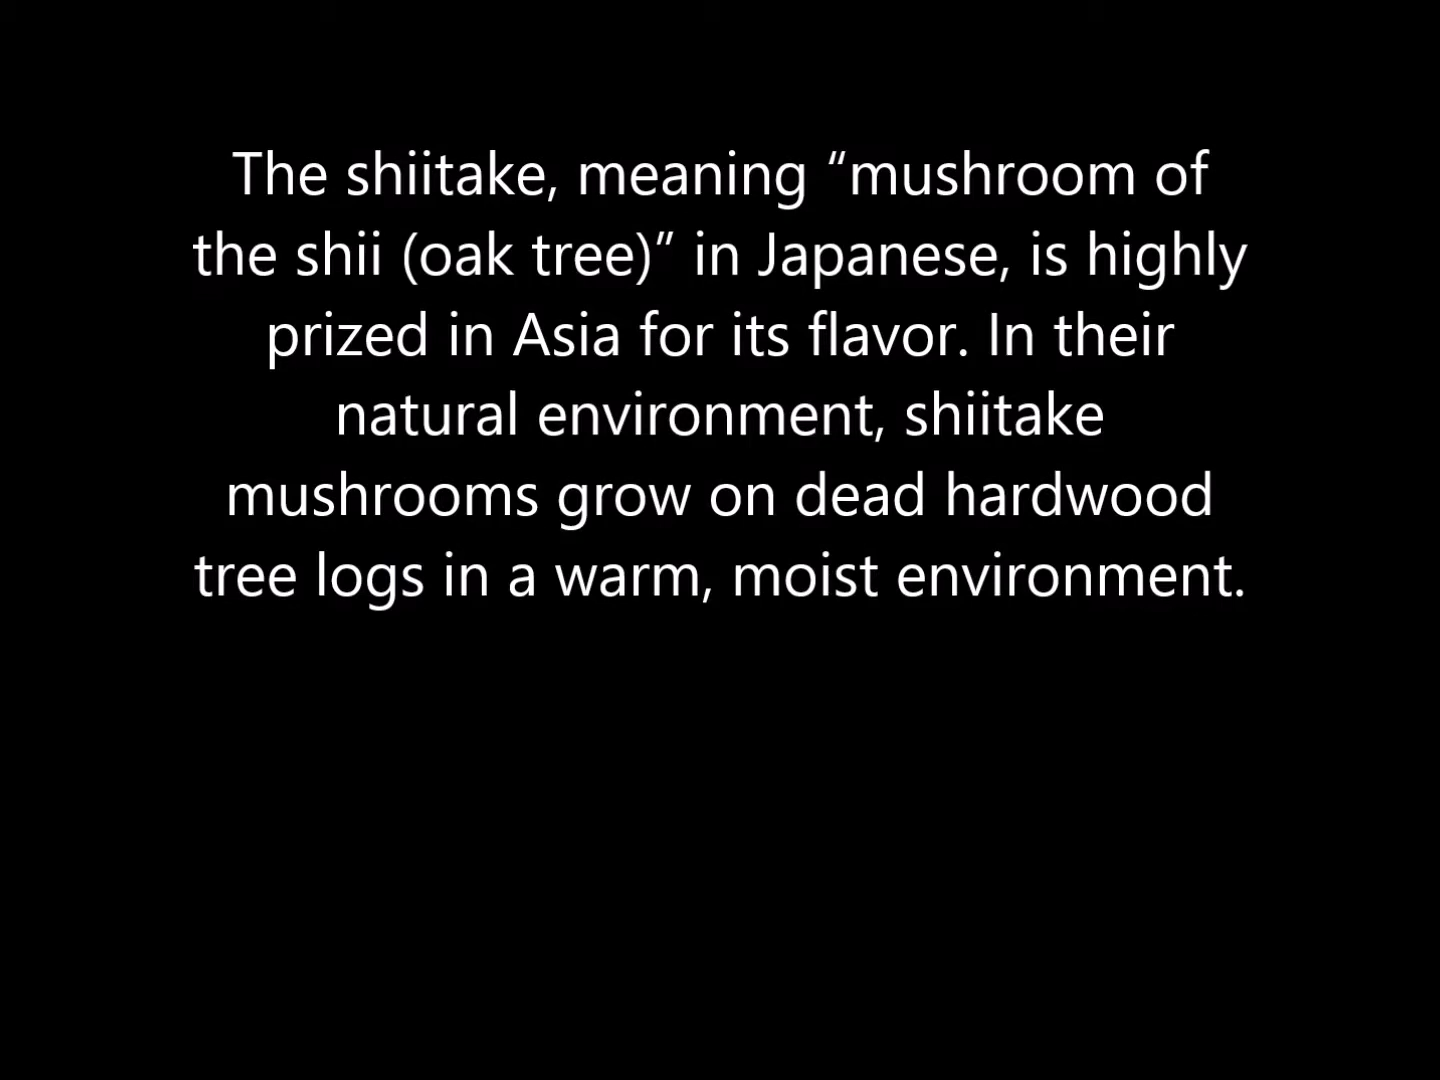 The shiitake, meaning “mushroom of
the shii (oak tree)” in Japanese, is highly
prized in Asia for its flavor. In their
natural environment, shiitake
mushrooms grow on dead hardwood
tree logs in a warm, moist environment.